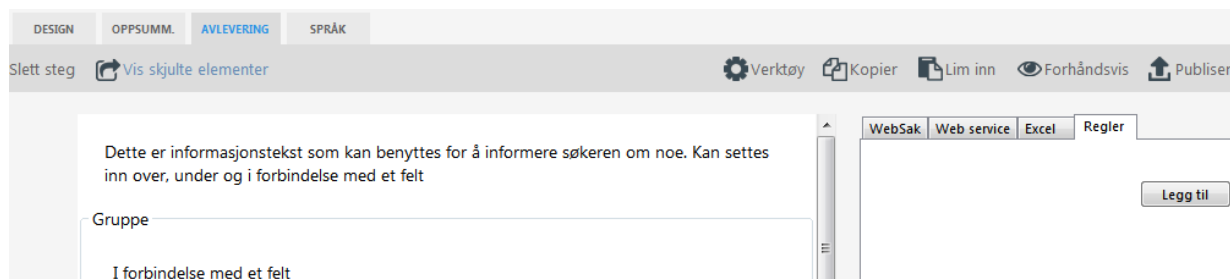 DESIGN OPPSUMM. AVLEVERING SPRÅK
Slett steg Vis skjulte elementer Verktøy Kopier Lim inn Forhåndsvis Publiser
WebSak Web service Excel Regler
Dette er informasjonstekst som kan benyttes for å informere søkeren om noe. Kan settes
inn over, under og i forbindelse med et felt
Legg til
Gruppe
I forbindelse med et felt